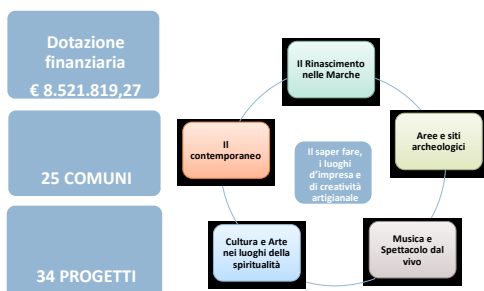 Dotazione
finanziaria
€ 8.521.819,27
25 COMUNI
34 PROGETTI
Il Rinascimento
nelle Marche
Aree e siti
archeologici
Musica e
Spettacolo dal
vivo
Cultura e Arte
nei luoghi della
spiritualità
Il
contemporaneo
Il saper fare,
i luoghi
d'impresa e
di creatività
artigianale